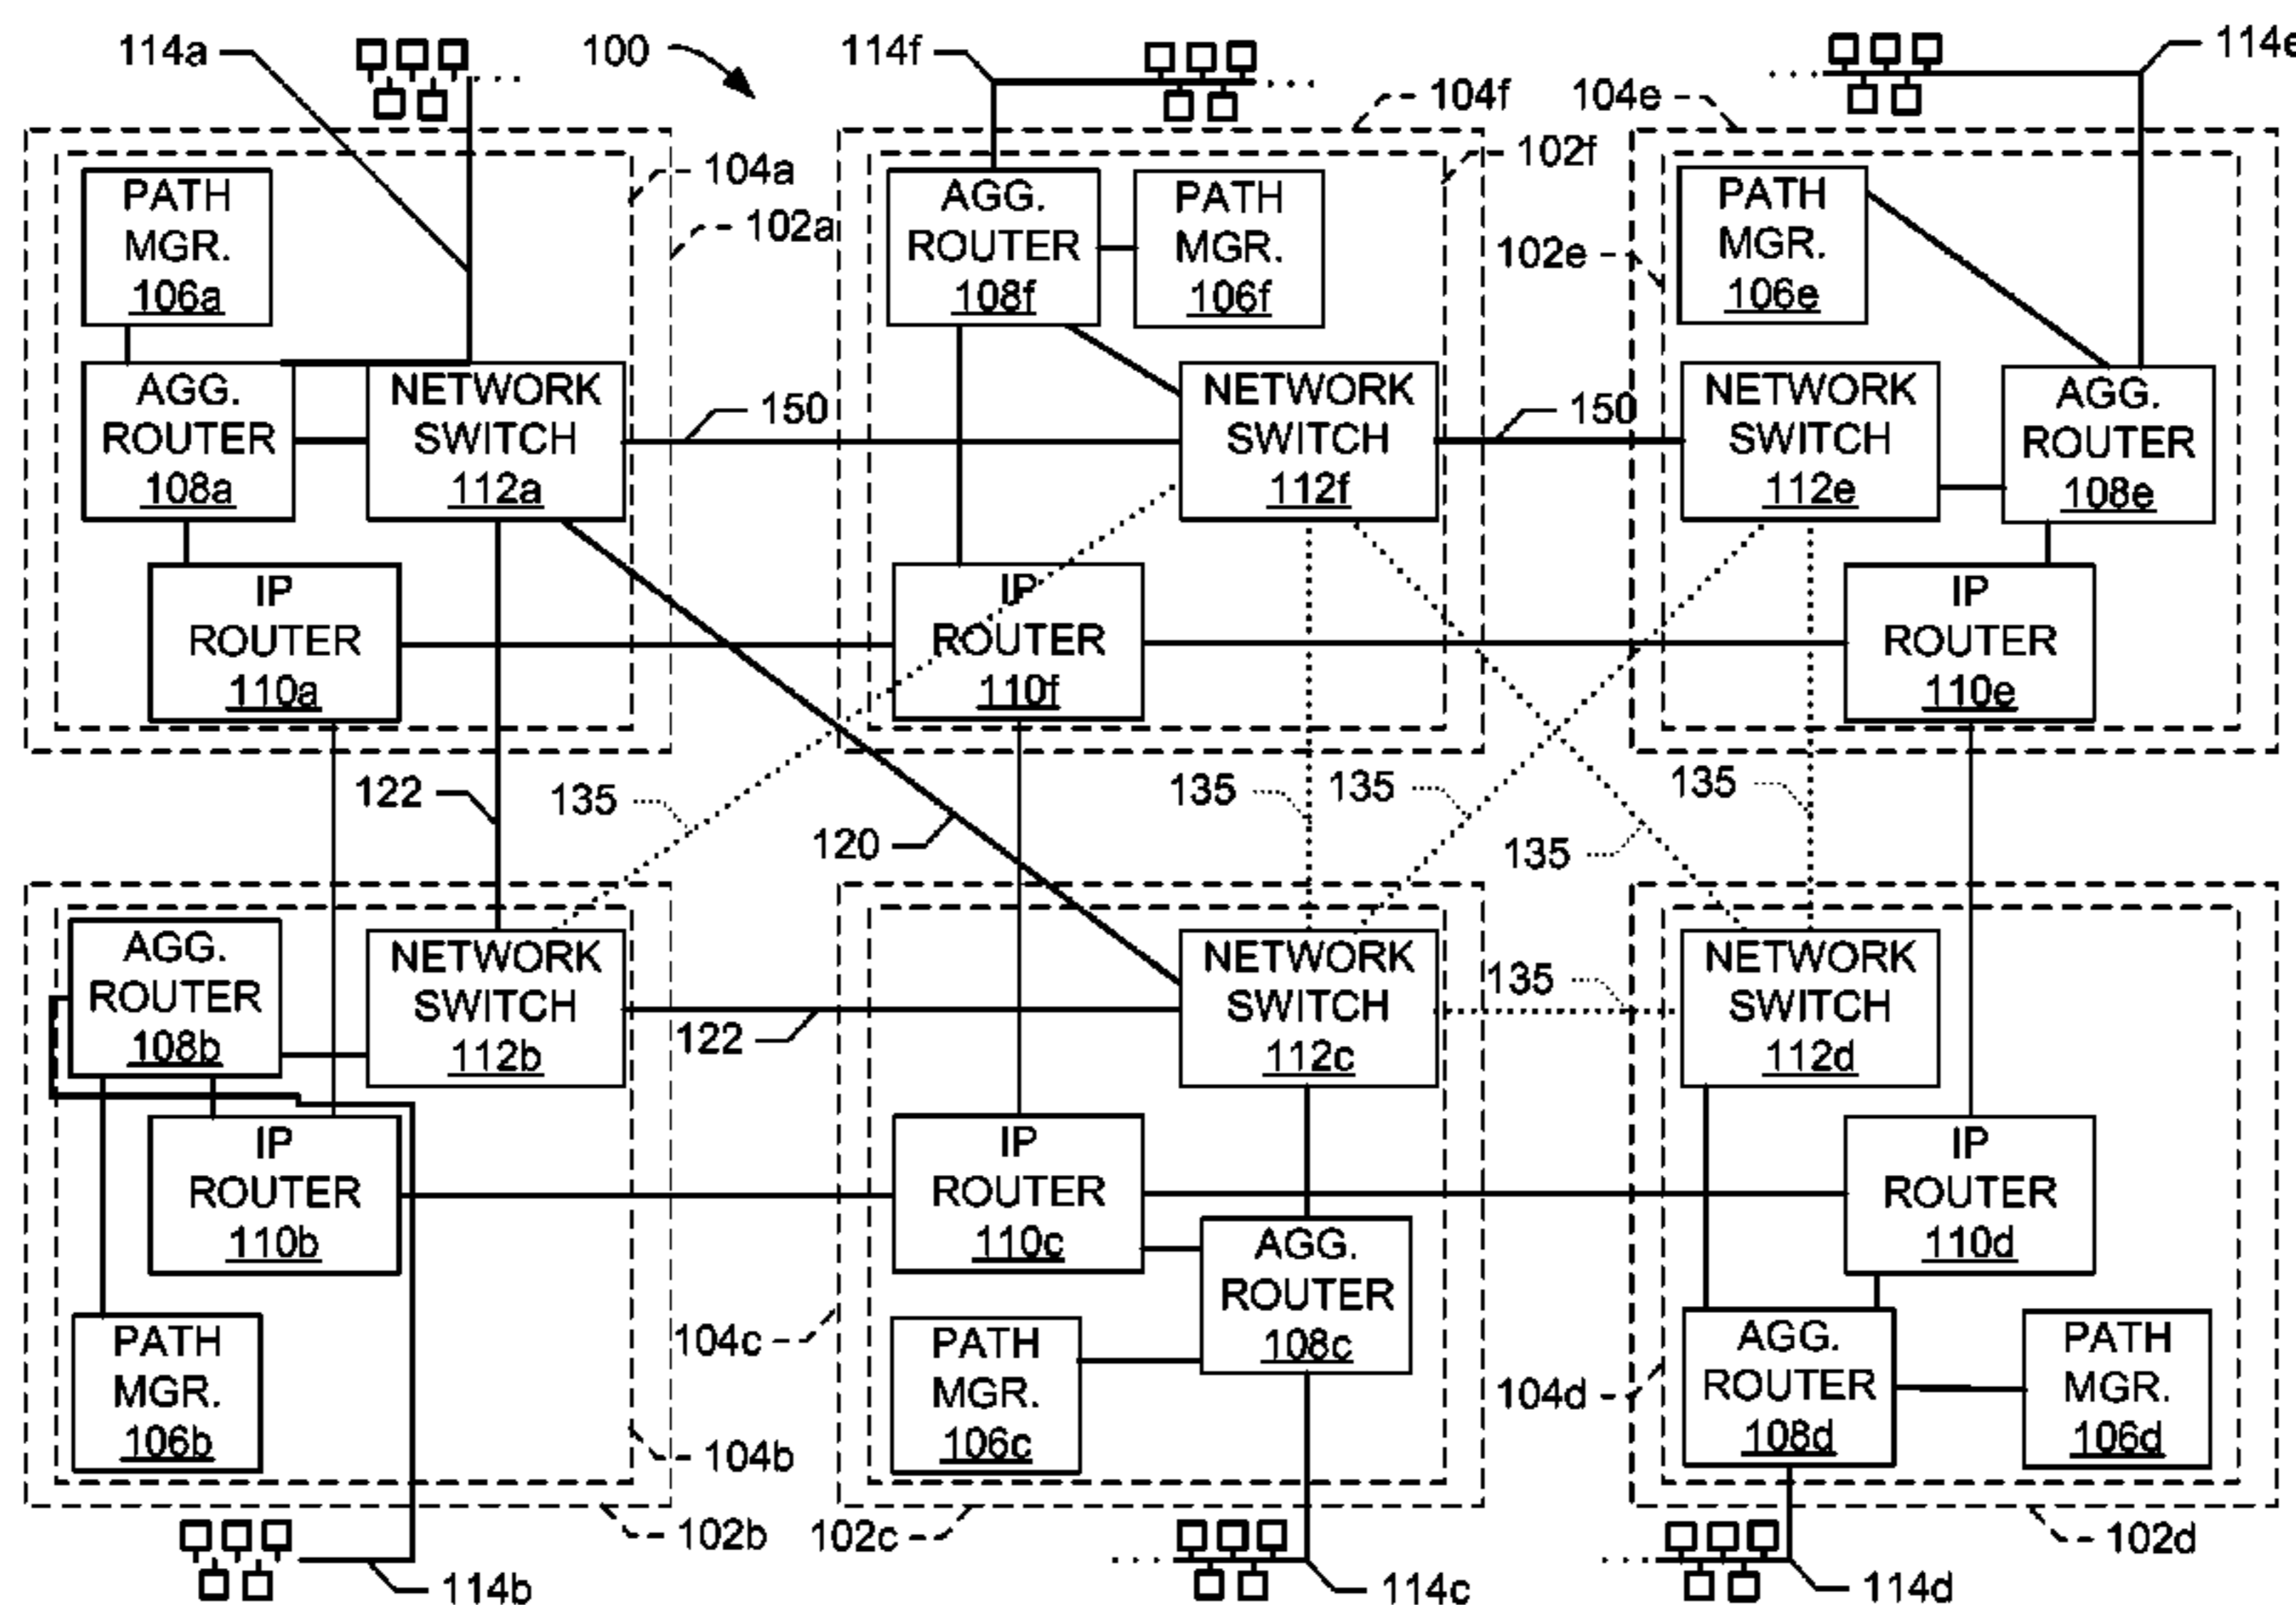 114a
100
114f
114e
104f
104e
104a
102a
102f
102e
PATH
MGR.
106a
AGG.
ROUTER
108f
PATH
MGR.
106f
PATH
MGR.
106e
AGG.
ROUTER
108a
NETWORK
SWITCH
112a
150
NETWORK
SWITCH
112f
150
NETWORK
SWITCH
112e
AGG.
ROUTER
108e
IP
ROUTER
110a
IP
ROUTER
110f
IP
ROUTER
110e
122
135
120
135
135
135
135
AGG.
ROUTER
108b
NETWORK
SWITCH
112b
122
NETWORK
SWITCH
112c
135
NETWORK
SWITCH
112d
IP
ROUTER
110b
IP
ROUTER
110c
AGG.
ROUTER
108c
IP
ROUTER
110d
PATH
MGR.
106b
104c
PATH
MGR.
106c
104d
AGG.
ROUTER
108d
PATH
MGR.
106d
104b
102b
102c
102d
114b
114c
114d